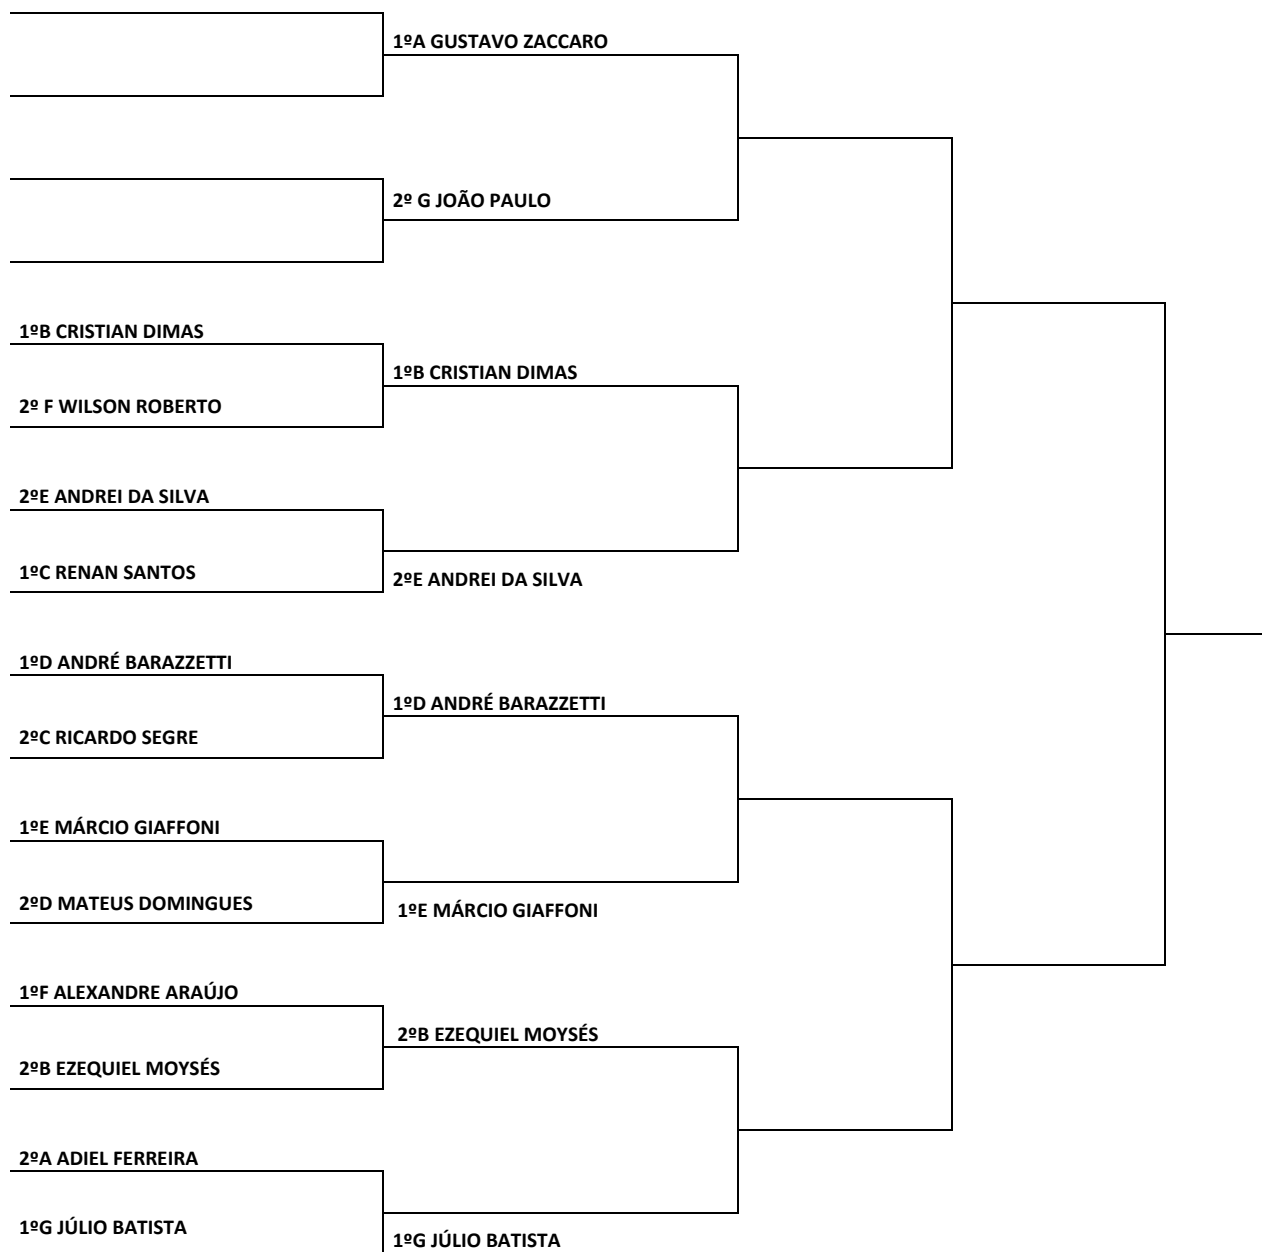 1ºA GUSTAVO ZACCARO
2º G JOÃO PAULO
1ºB CRISTIAN DIMAS
1ºB CRISTIAN DIMAS
2º F WILSON ROBERTO
2ºE ANDREI DA SILVA
1ºC RENAN SANTOS
2ºE ANDREI DA SILVA
1ºD ANDRÉ BARAZZETTI
1ºD ANDRÉ BARAZZETTI
2ºC RICARDO SEGRE
1ºE MÁRCIO GIAFFONI
2ºD MATEUS DOMINGUES
1ºE MÁRCIO GIAFFONI
1ºF ALEXANDRE ARAÚJO
2ºB EZEQUIEL MOYSÉS
2ºB EZEQUIEL MOYSÉS
2ºA ADIEL FERREIRA
1ºG JÚLIO BATISTA
1ºG JÚLIO BATISTA